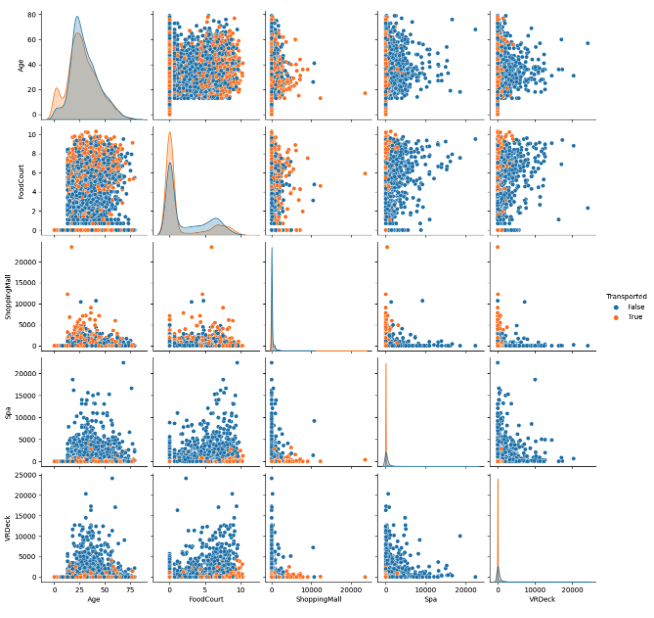 80
60
40
20
0
Age
10
8
6
4
2
0
FoodCourt
20000
15000
10000
5000
0
ShoppingMall
Transported
False
True
20000
15000
10000
5000
0
Spa
25000
20000
15000
10000
5000
0
VRDeck
0 25 50 75
0 5 10
0 10000 20000
0 10000 20000
0 10000 20000
Age
FoodCourt
ShoppingMall
Spa
VRDeck